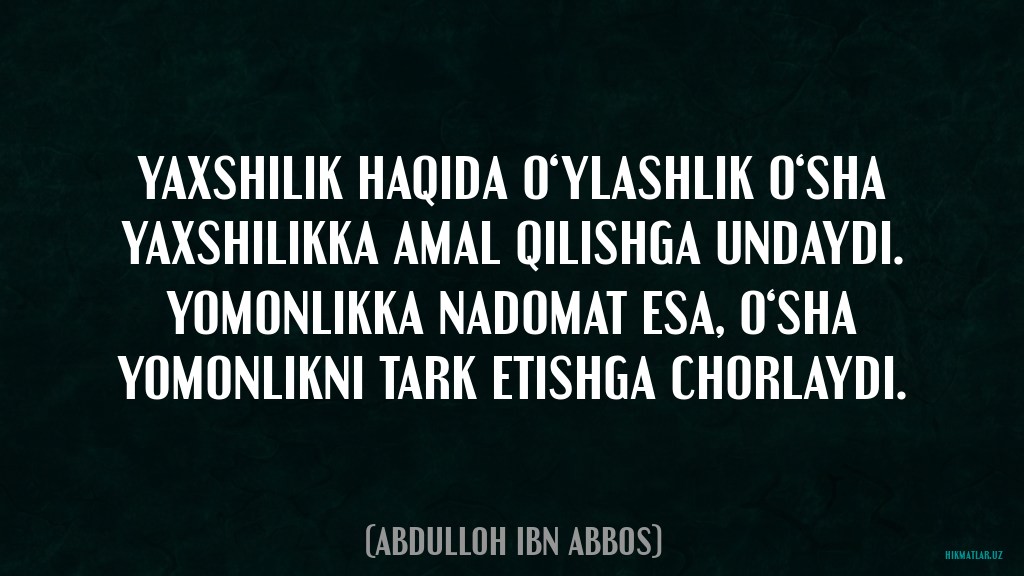 YAXSHILIK HAQIDA O‘YLASHLIK O‘SHA
YAXSHILIKKA AMAL QILISHGA UNDAYDI.
YOMONLIKKA NADOMAT ESA, O‘SHA
YOMONLIKNI TARK ETISHGA CHORLAYDI.
(ABDULLOH IBN ABBOS)
HIKMATLAR.UZ